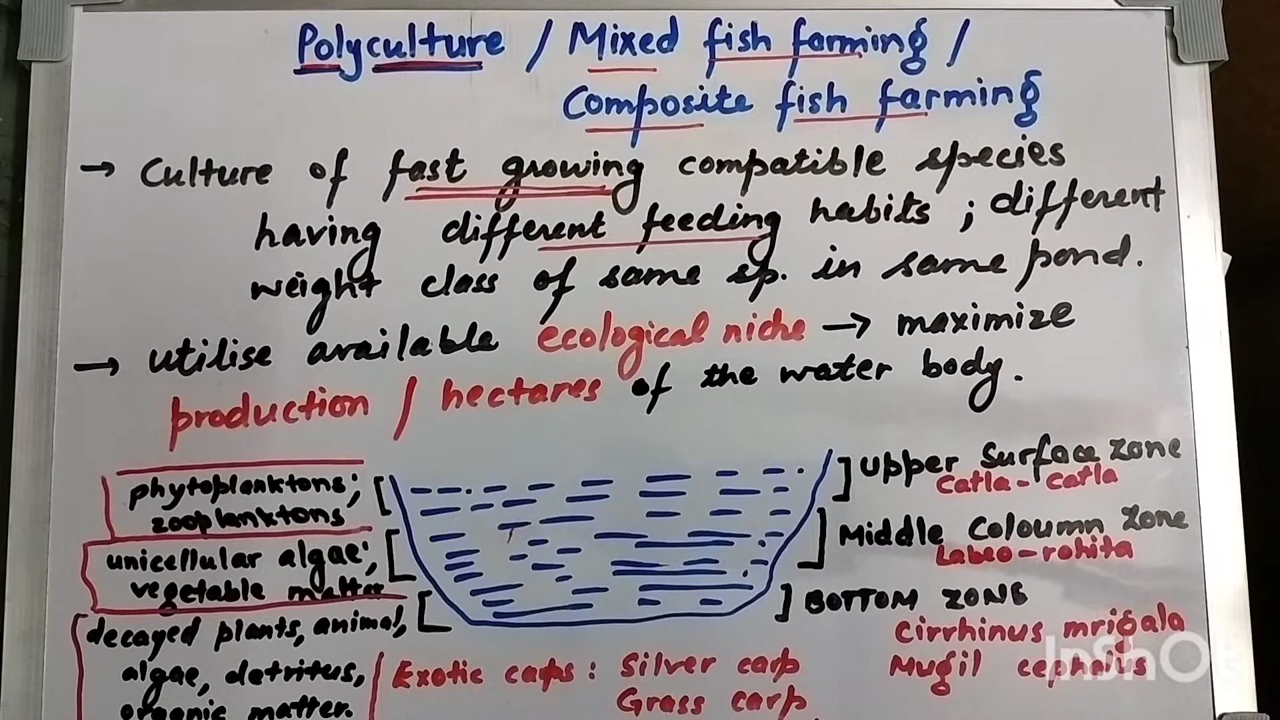 Polyculture / Mixed fish farming /
Composite fish farming
→ Culture of fast growing compatible species
having different feeding habits ; different
weight class of same sp. in same pond.
→ utilise available ecological niche → maximize
production / hectares of the water body.
phytoplanktons;
zooplanktons
unicellular algae;
vegetable matter
decayed plants, animal,
algae, detritus,
organic matter.
] Upper Surface Zone
Catla - catla
] Middle Coloumn Zone
Labeo - rohita
] BOTTOM ZONE
Cirrhinus mrigala
Mugil cephalus
Exotic carps : Silver carp
Grass carp
InShOt